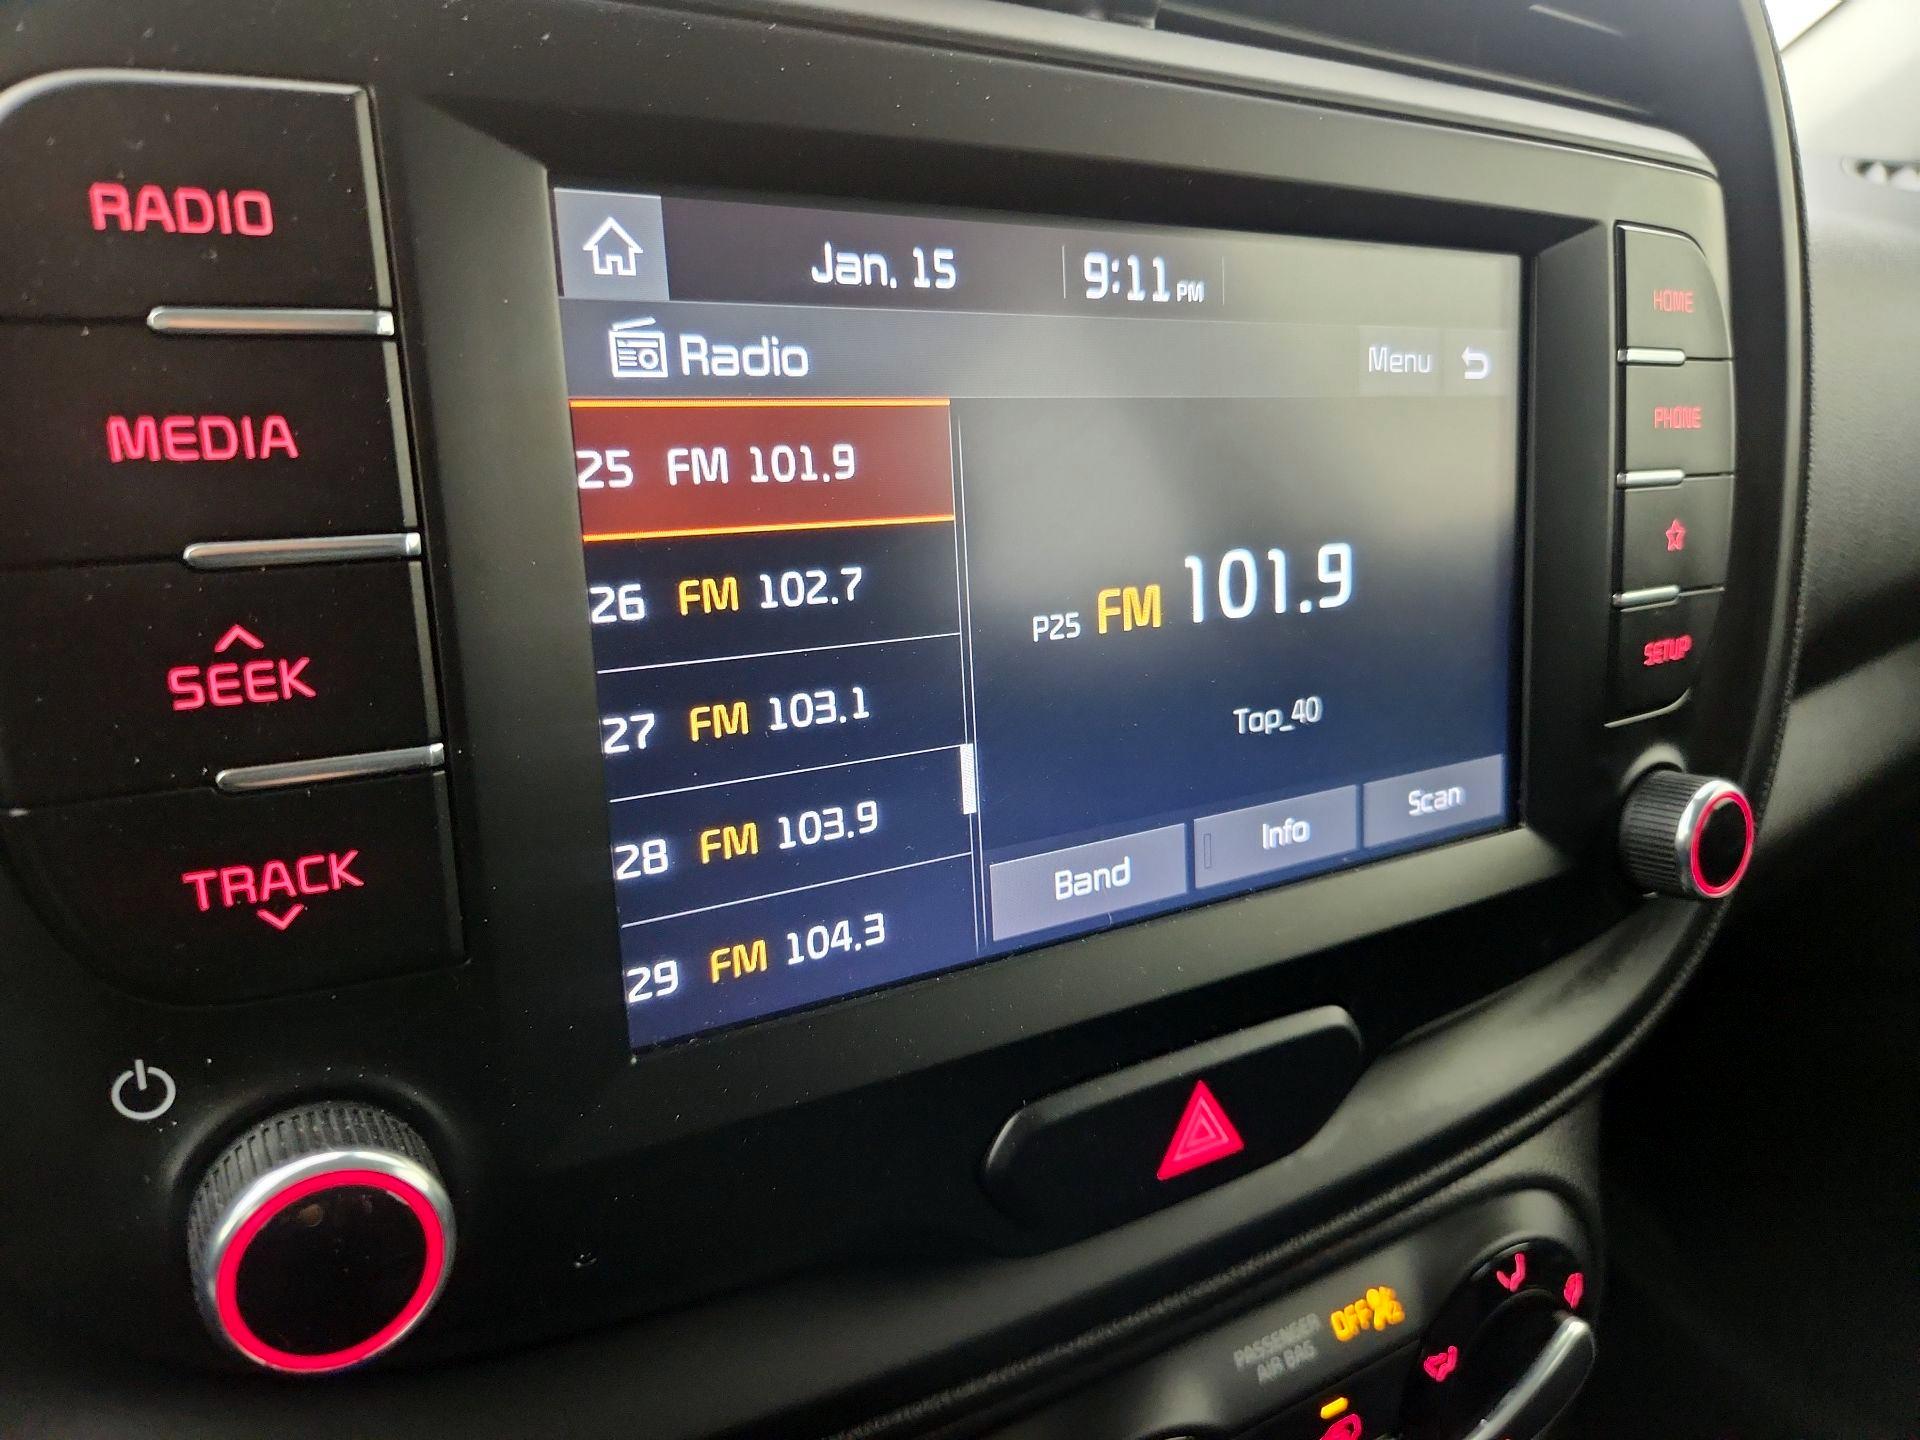 RADIO
MEDIA
SEEK
TRACK
Jan. 15 9:11 PM
Radio
Menu
25 FM 101.9
26 FM 102.7
27 FM 103.1
28 FM 103.9
29 FM 104.3
P25 FM 101.9
Top_40
Band
Info
Scan
HOME
PHONE
SETUP
PASSENGER
AIR BAG
OFF